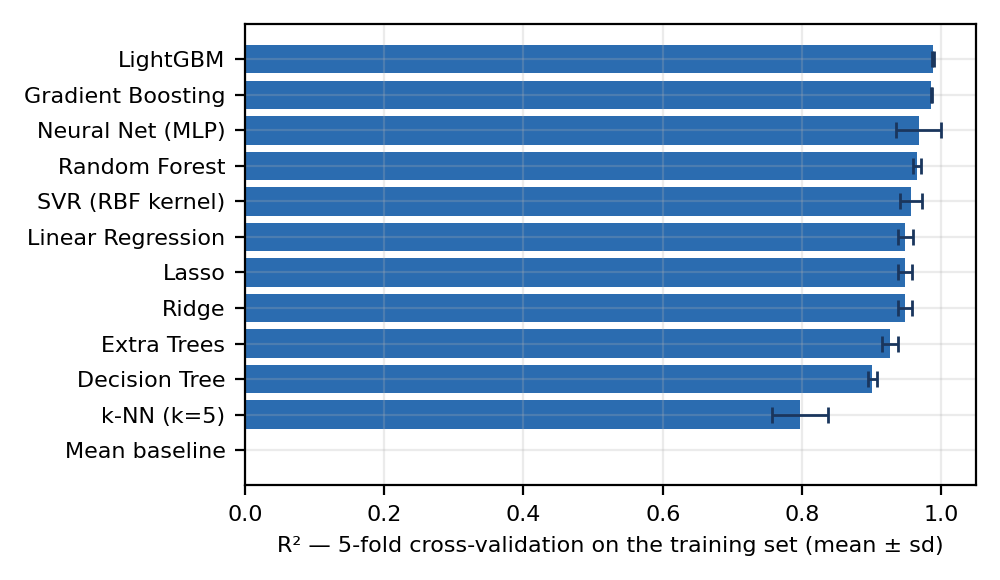 LightGBM
Gradient Boosting
Neural Net (MLP)
Random Forest
SVR (RBF kernel)
Linear Regression
Lasso
Ridge
Extra Trees
Decision Tree
k-NN (k=5)
Mean baseline
0.0 0.2 0.4 0.6 0.8 1.0
R² — 5-fold cross-validation on the training set (mean ± sd)